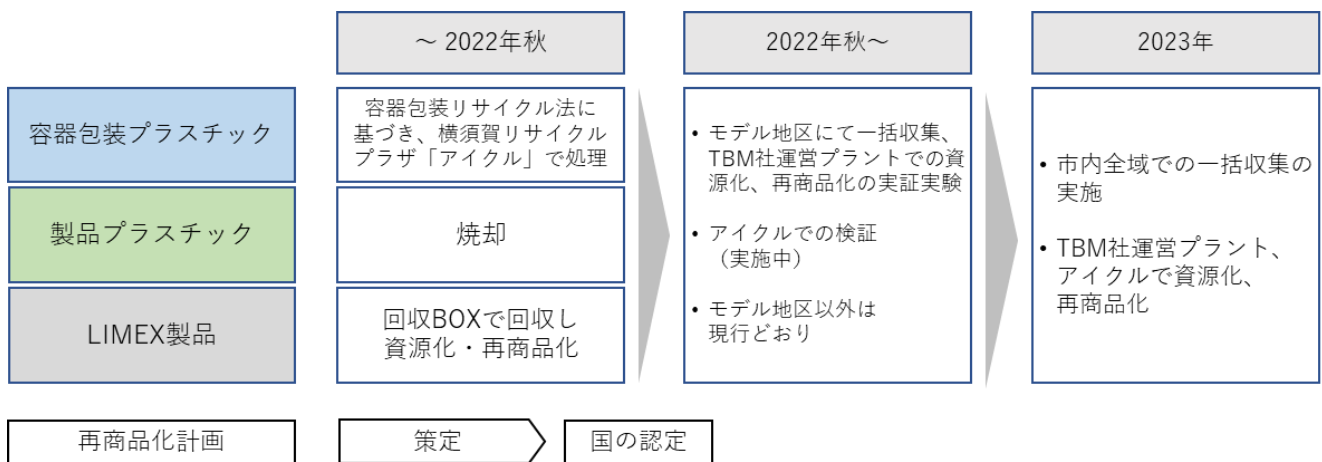 ～ 2022年秋
2022年秋～
2023年
容器包装プラスチック
容器包装リサイクル法に
基づき、横須賀リサイクル
プラザ「アイクル」で処理
製品プラスチック
焼却
LIMEX製品
回収BOXで回収し
資源化・再商品化
• モデル地区にて一括収集、
TBM社運営プラントでの資
源化、再商品化の実証実験
• アイクルでの検証
（実施中）
• モデル地区以外は
現行どおり
• 市内全域での一括収集の
実施
• TBM社運営プラント、
アイクルで資源化、
再商品化
再商品化計画
策定
国の認定